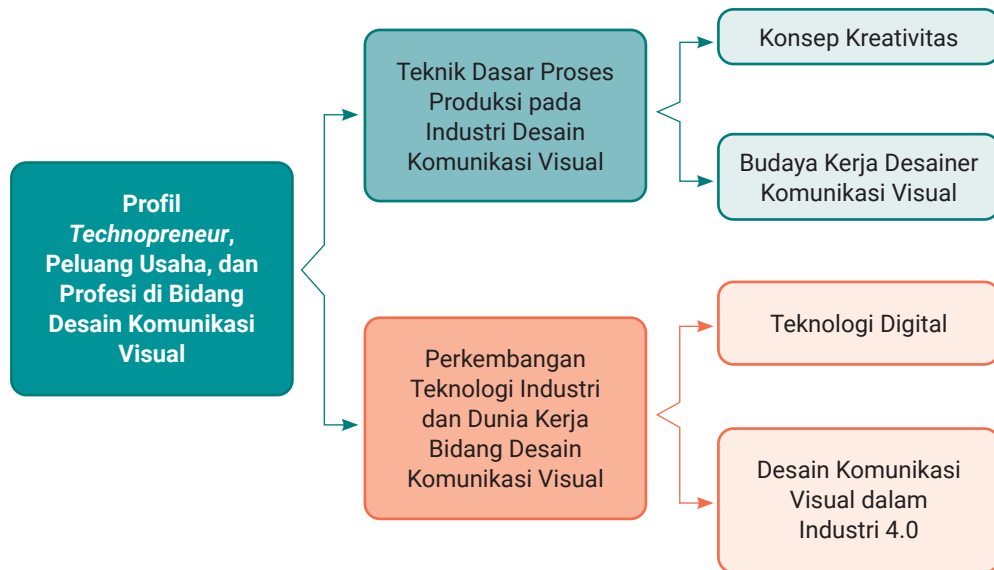 Profil
Technopreneur,
Peluang Usaha, dan
Profesi di Bidang
Desain Komunikasi
Visual
Teknik Dasar Proses
Produksi pada
Industri Desain
Komunikasi Visual
Konsep Kreativitas
Budaya Kerja Desainer
Komunikasi Visual
Perkembangan
Teknologi Industri
dan Dunia Kerja
Bidang Desain
Komunikasi Visual
Teknologi Digital
Desain Komunikasi
Visual dalam
Industri 4.0